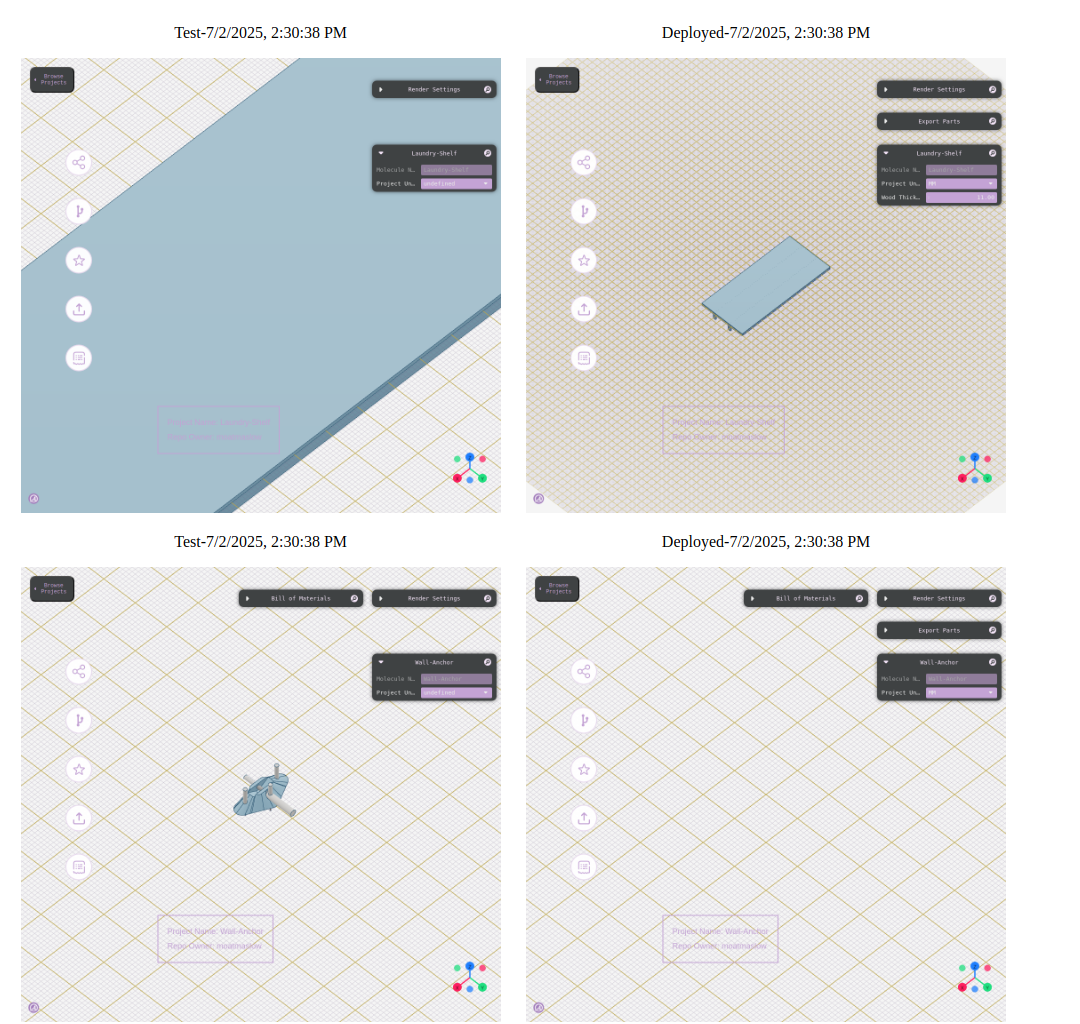 Test-7/2/2025, 2:30:38 PM
Deployed-7/2/2025, 2:30:38 PM
Browse Projects
Render Settings
Laundry-Shelf
Molecule N… Laundry-Shelf
Project Un… undefined
Project Name: Laundry-Shelf
Repo Owner: moatmaslow
Browse Projects
Render Settings
Export Parts
Laundry-Shelf
Molecule N… Laundry-Shelf
Project Un… MM
Wood Thick…
Project Name: Laundry-Shelf
Repo Owner: moatmaslow
Test-7/2/2025, 2:30:38 PM
Deployed-7/2/2025, 2:30:38 PM
Browse Projects
Bill of Materials
Render Settings
Wall-Anchor
Molecule N… Wall-Anchor
Project Un… undefined
Project Name: Wall-Anchor
Repo Owner: moatmaslow
Browse Projects
Bill of Materials
Render Settings
Export Parts
Wall-Anchor
Molecule N… Wall-Anchor
Project Un… MM
Project Name: Wall-Anchor
Repo Owner: moatmaslow